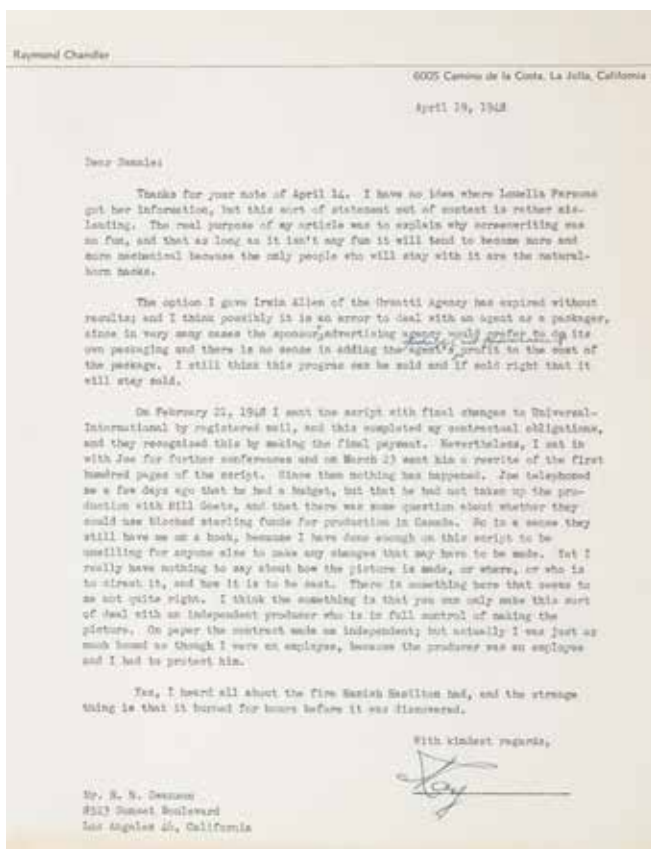 Raymond Chandler
6005 Camino de la Costa, La Jolla, California
April 19, 1948
Dear Swanie:
Thanks for your note of April 14. I have no idea where Louella Parsons
got her information, but this sort of statement out of context is rather mis-
leading. The real purpose of my article was to explain why screenwriting was
no fun, and that as long as it isn't any fun it will tend to become more and
more mechanical because the only people who will stay with it are the natural-
born hacks.
The option I gave Irwin Allen of the Orsatti Agency has expired without
results; and I think possibly it is an error to deal with an agent as a packager,
since in very many cases the sponsor's advertising agency would prefer to do its
own packaging and there is no sense in adding the agent's profit to the cost of
the package. I still think this program can be sold and if sold right that it
will stay sold.
On February 21, 1948 I sent the script with final changes to Universal-
International by registered mail, and this completed my contractual obligations,
and they recognized this by making the final payment. Nevertheless, I sat in
with Joe for further conferences and on March 23 sent him a rewrite of the first
hundred pages of the script. Since then nothing has happened. Joe telephoned
me a few days ago that he had a budget, but that he had not taken up the pro-
duction with Bill Goetz, and that there was some question about whether they
could use blocked sterling funds for production in Canada. So in a sense they
still have me on a hook, because I have done enough on this script to be
unwilling for anyone else to make any changes that may have to be made. Yet I
really have nothing to say about how the picture is made, or where, or who is
to direct it, and how it is to be cast. There is something here that seems to
me not quite right. I think the something is that you can only make this sort
of deal with an independent producer who is in full control of making the
picture. On paper the contract made me independent; but actually I was just as
much bound as though I were an employee, because the producer was an employee
and I had to protect him.
Yes, I heard all about the fire Hamish Hamilton had, and the strange
thing is that it burned for hours before it was discovered.
With kindest regards,
Ray
Mr. H. N. Swanson
8523 Sunset Boulevard
Los Angeles 46, California